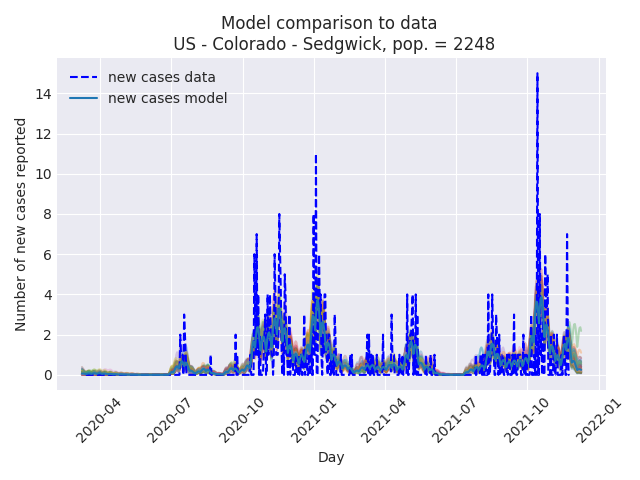 Model comparison to data
US - Colorado - Sedgwick, pop. = 2248
new cases data
new cases model
Number of new cases reported
14
12
10
8
6
4
2
0
2020-04
2020-07
2020-10
2021-01
2021-04
2021-07
2021-10
2022-01
Day